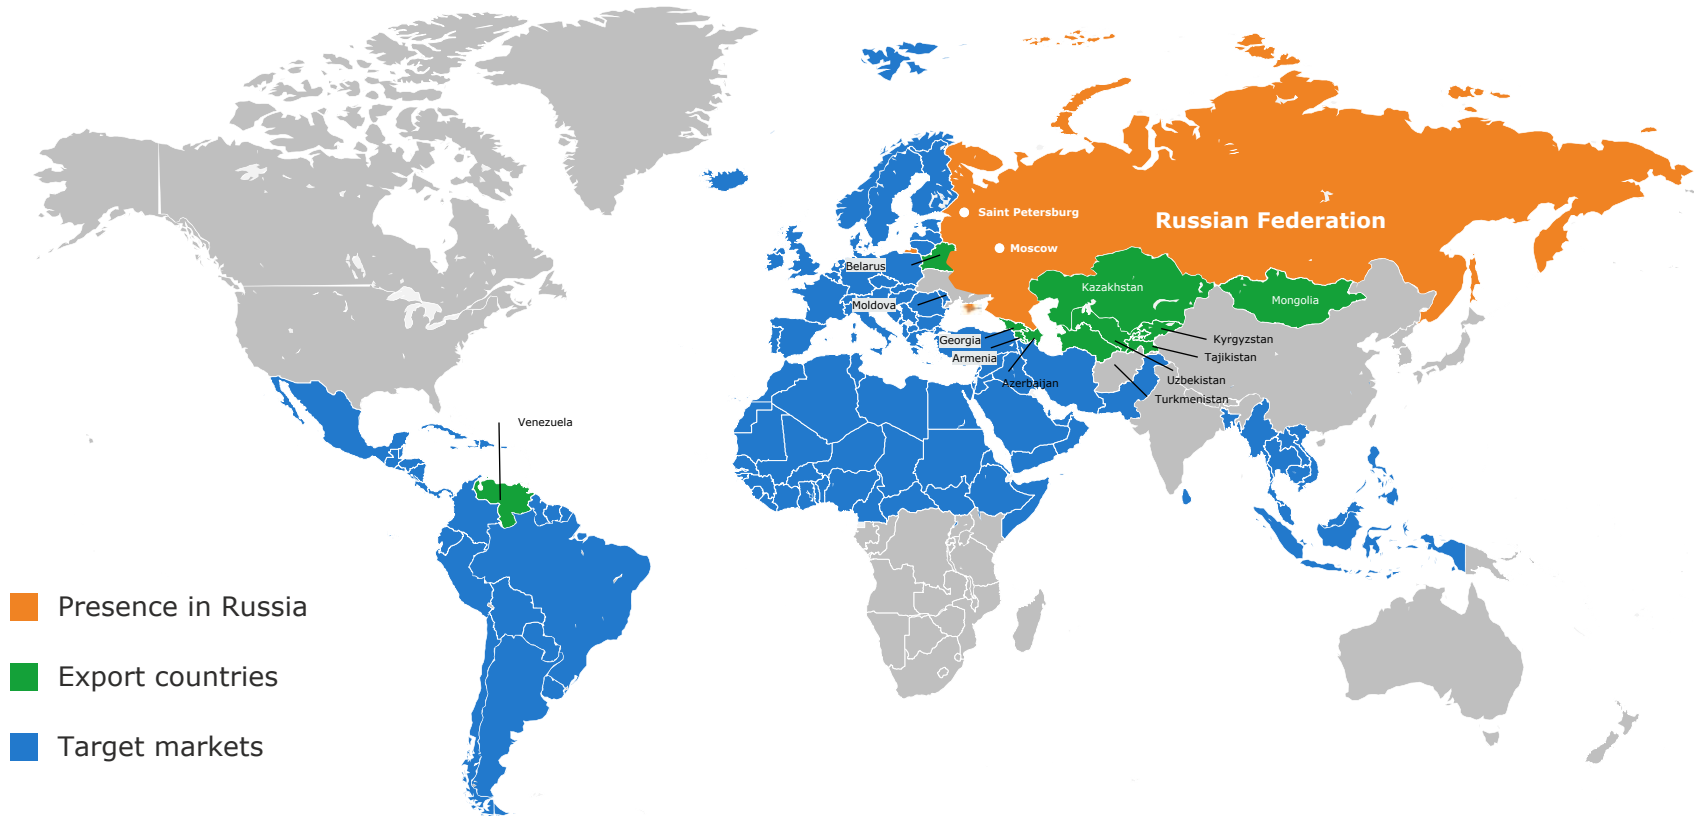 Saint Petersburg
Russian Federation
Moscow
Belarus
Kazakhstan
Moldova
Mongolia
Georgia
Kyrgyzstan
Armenia
Tajikistan
Azerbaijan
Uzbekistan
Turkmenistan
Venezuela
Presence in Russia
Export countries
Target markets